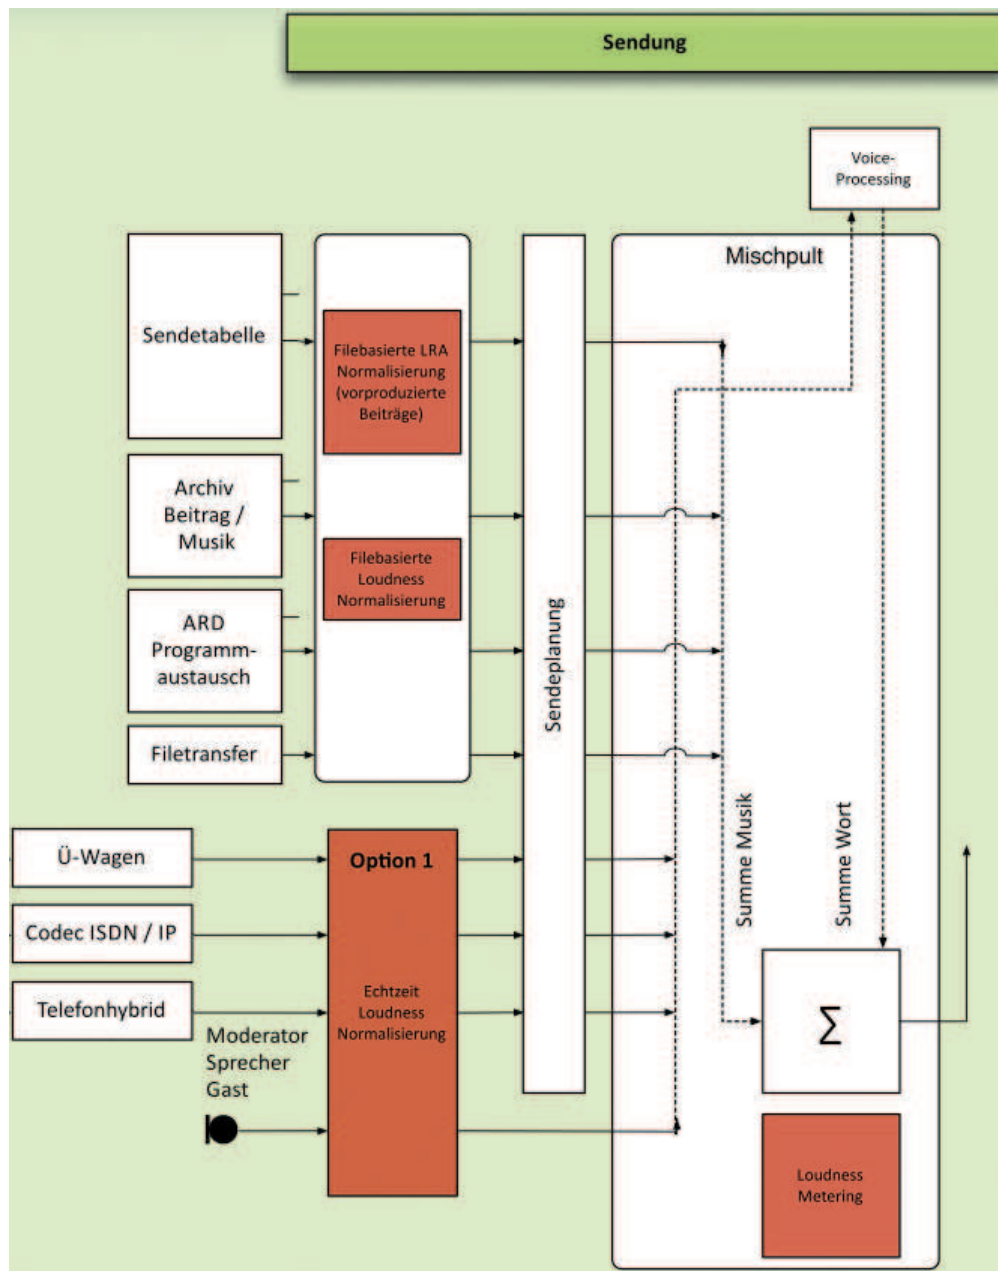 Sendung
Voice-
Processing
Mischpult
Sendetabelle
Filebasierte LRA
Normalisierung
(vorproduzierte
Beiträge)
Archiv
Beitrag /
Musik
Filebasierte
Loudness
Normalisierung
ARD
Programm-
austausch
Filetransfer
Sendeplanung
Ü-Wagen
Codec ISDN / IP
Telefonhybrid
Moderator
Sprecher
Gast
Option 1
Echtzeit
Loudness
Normalisierung
Summe Musik
Summe Wort
Σ
Loudness
Metering